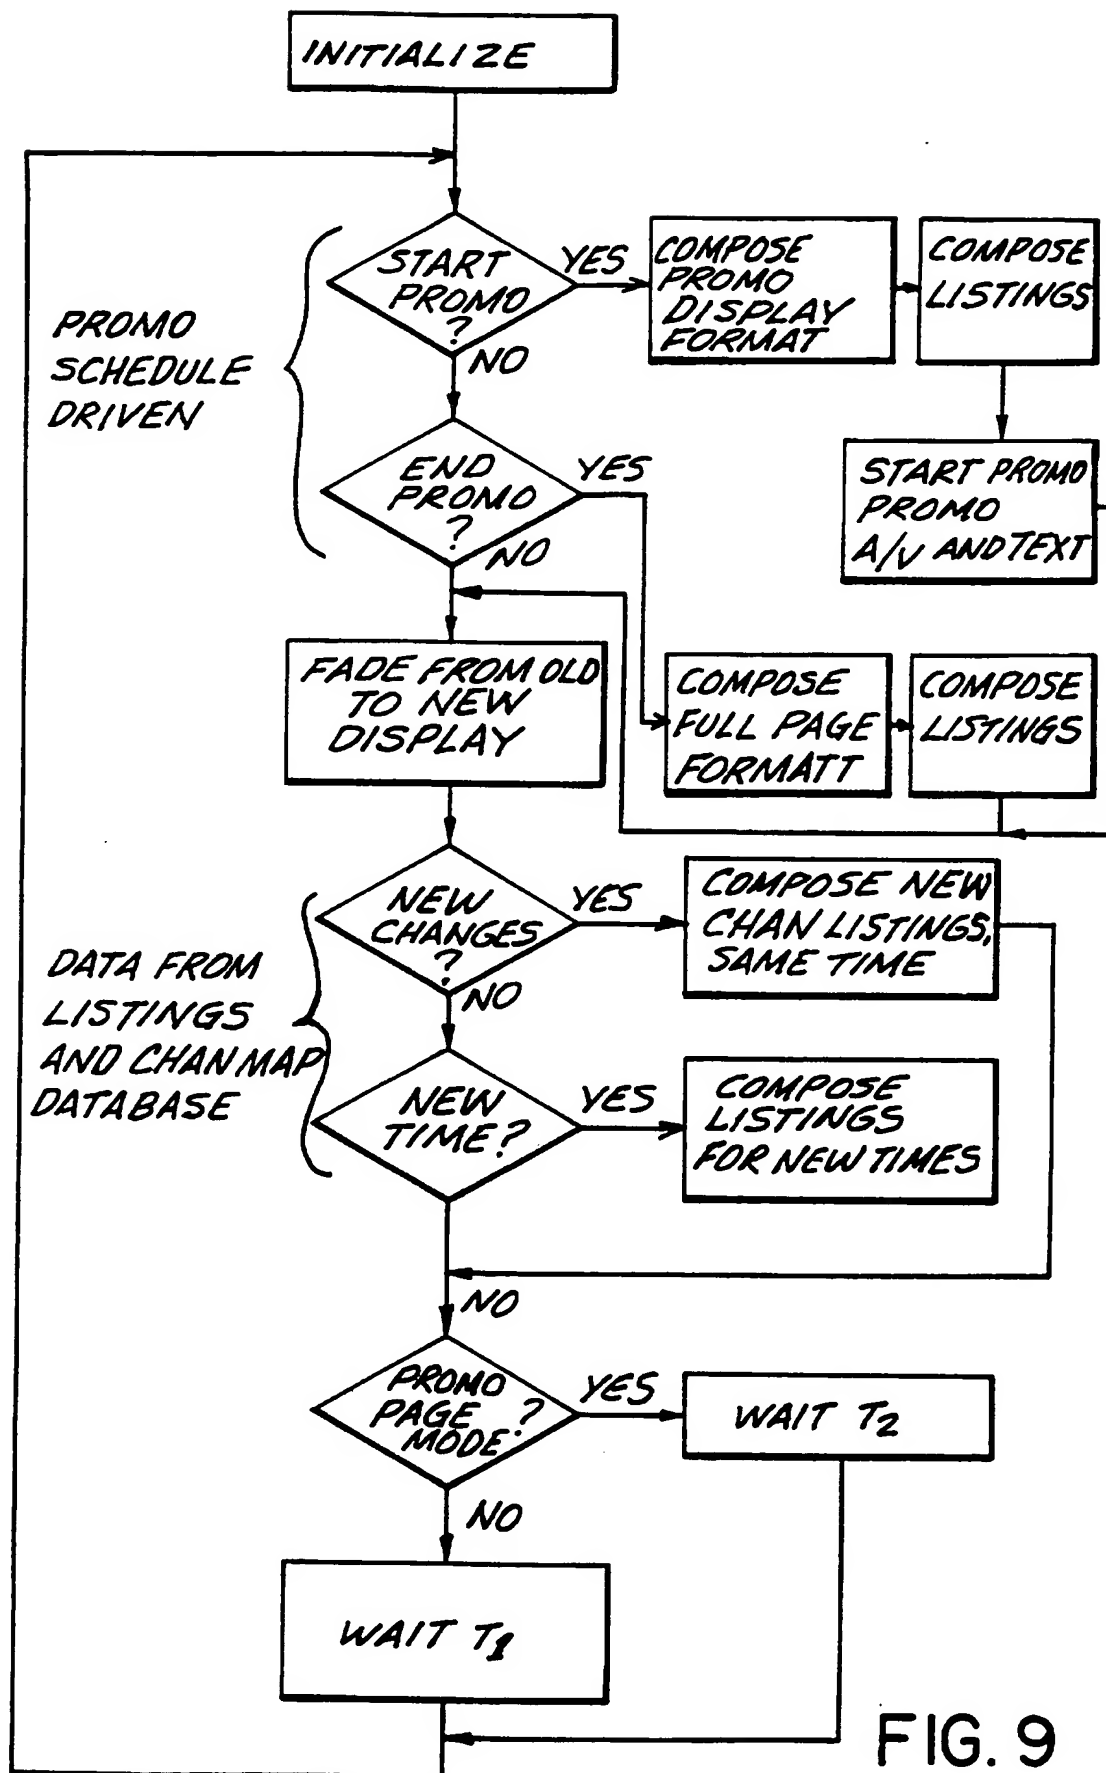 INITIALIZE
START
PROMO
?
YES
NO
COMPOSE
PROMO
DISPLAY
FORMAT
COMPOSE
LISTINGS
PROMO
SCHEDULE
DRIVEN
END
PROMO
?
YES
NO
START PROMO
PROMO
A/V AND TEXT
FADE FROM OLD
TO NEW
DISPLAY
COMPOSE
FULL PAGE
FORMATT
COMPOSE
LISTINGS
NEW
CHANGES
?
YES
NO
COMPOSE NEW
CHAN LISTINGS,
SAME TIME
DATA FROM
LISTINGS
AND CHAN MAP
DATABASE
NEW
TIME?
YES
COMPOSE
LISTINGS
FOR NEW TIMES
NO
PROMO
PAGE ?
MODE
YES
WAIT T2
NO
WAIT T1
FIG. 9